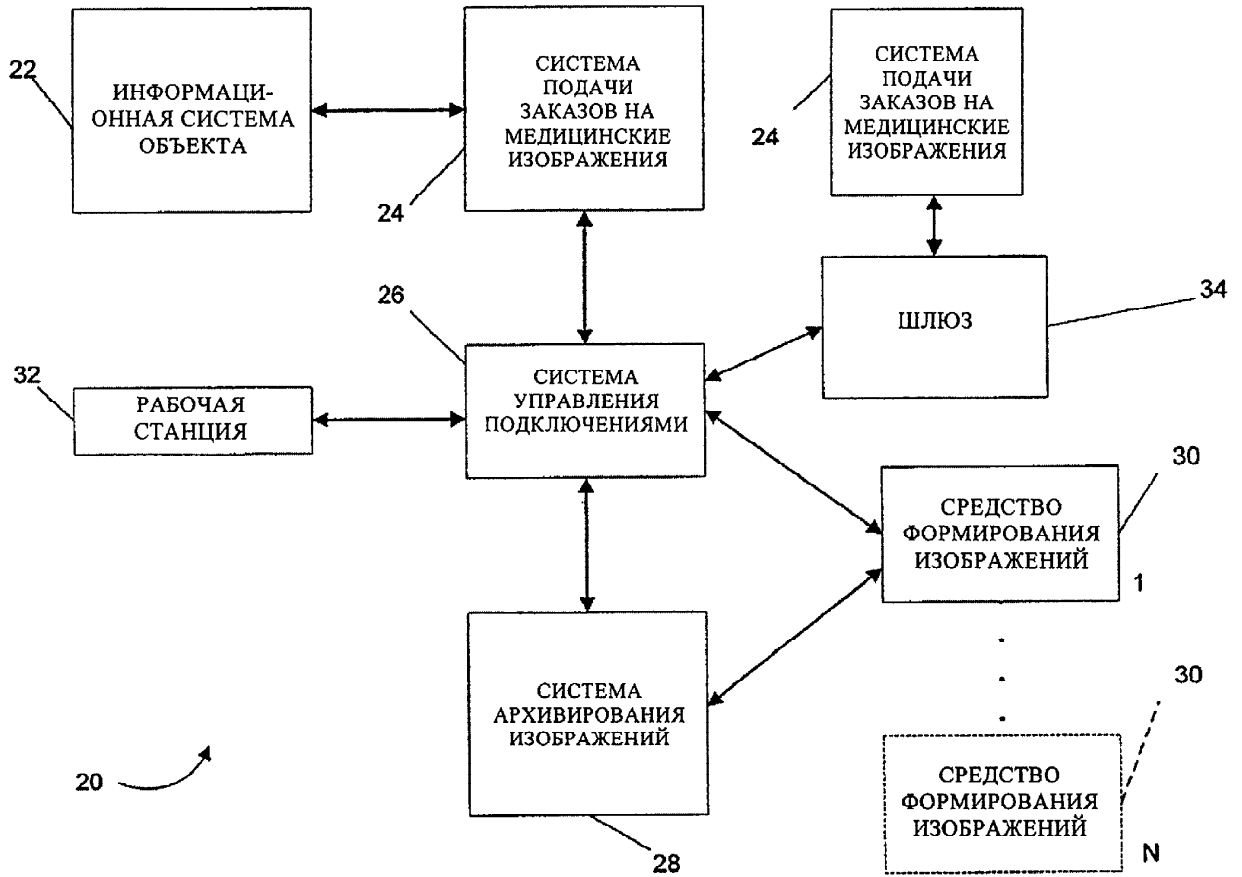 22
ИНФОРМАЦИ-
ОННАЯ СИСТЕМА
ОБЪЕКТА
СИСТЕМА
ПОДАЧИ
ЗАКАЗОВ НА
МЕДИЦИНСКИЕ
ИЗОБРАЖЕНИЯ
24
СИСТЕМА
ПОДАЧИ
ЗАКАЗОВ НА
МЕДИЦИНСКИЕ
ИЗОБРАЖЕНИЯ
24
26
СИСТЕМА
УПРАВЛЕНИЯ
ПОДКЛЮЧЕНИЯМИ
ШЛЮЗ
34
32
РАБОЧАЯ
СТАНЦИЯ
30
СРЕДСТВО
ФОРМИРОВАНИЯ
ИЗОБРАЖЕНИЙ
1
СИСТЕМА
АРХИВИРОВАНИЯ
ИЗОБРАЖЕНИЙ
28
30
СРЕДСТВО
ФОРМИРОВАНИЯ
ИЗОБРАЖЕНИЙ
N
20